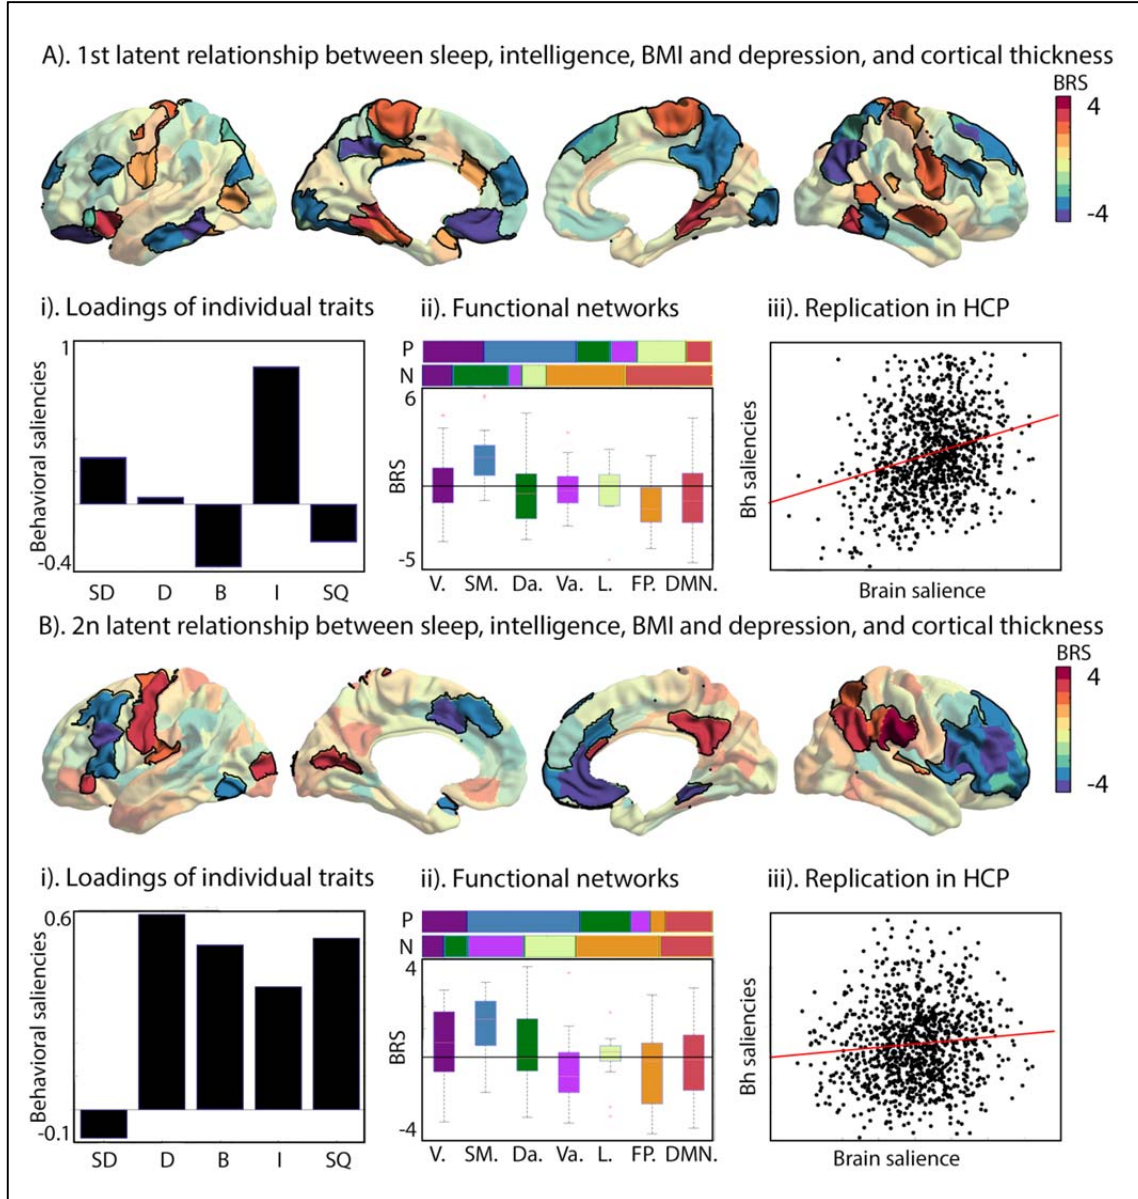 A). 1st latent relationship between sleep, intelligence, BMI and depression, and cortical thickness
BRS
4
-4
i). Loadings of individual traits
Behavioral saliencies
1
-0.4
SD D B I SQ
ii). Functional networks
P
N
6
BRS
-5
V. SM. Da. Va. L. FP. DMN.
iii). Replication in HCP
Bh saliencies
Brain salience
B). 2n latent relationship between sleep, intelligence, BMI and depression, and cortical thickness
BRS
4
-4
i). Loadings of individual traits
Behavioral saliencies
0.6
-0.1
SD D B I SQ
ii). Functional networks
P
N
4
BRS
-4
V. SM. Da. Va. L. FP. DMN.
iii). Replication in HCP
Bh saliencies
Brain salience